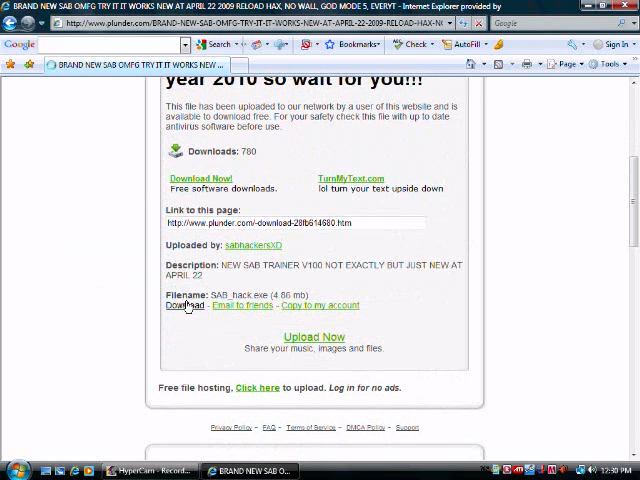 BRAND NEW SAB OMFG TRY IT IT WORKS NEW AT APRIL 22 2009 RELOAD HAX, NO WALL, GOD MODE 5, EVERYT - Internet Explorer provided by
http://www.plunder.com/BRAND-NEW-SAB-OMFG-TRY-IT-IT-WORKS-NEW-AT-APRIL-22-2009-RELOAD-HAX-NO
Google
Google
Search
Bookmarks
Check
AutoFill
Sign In
BRAND NEW SAB OMFG TRY IT IT WORKS NEW ...
Page
Tools
year 2010 so wait for you!!!
This file has been uploaded to our network by a user of this website and is
available to download free. For your safety check this file with up to date
antivirus software before use.
Downloads: 780
Download Now!
Free software downloads.
TurnMyText.com
lol turn your text upside down
Link to this page:
http://www.plunder.com/-download-28fb614680.htm
Uploaded by: sabhackersXD
Description: NEW SAB TRAINER V100 NOT EXACTLY BUT JUST NEW AT
APRIL 22
Filename: SAB_hack.exe (4.86 mb)
Download - Email to friends - Copy to my account
Upload Now
Share your music, images and files.
Free file hosting, Click here to upload. Log in for no ads.
Privacy Policy - FAQ - Terms of Service - DMCA Policy - Support
HyperCam - Record...
BRAND NEW SAB O...
12:30 PM